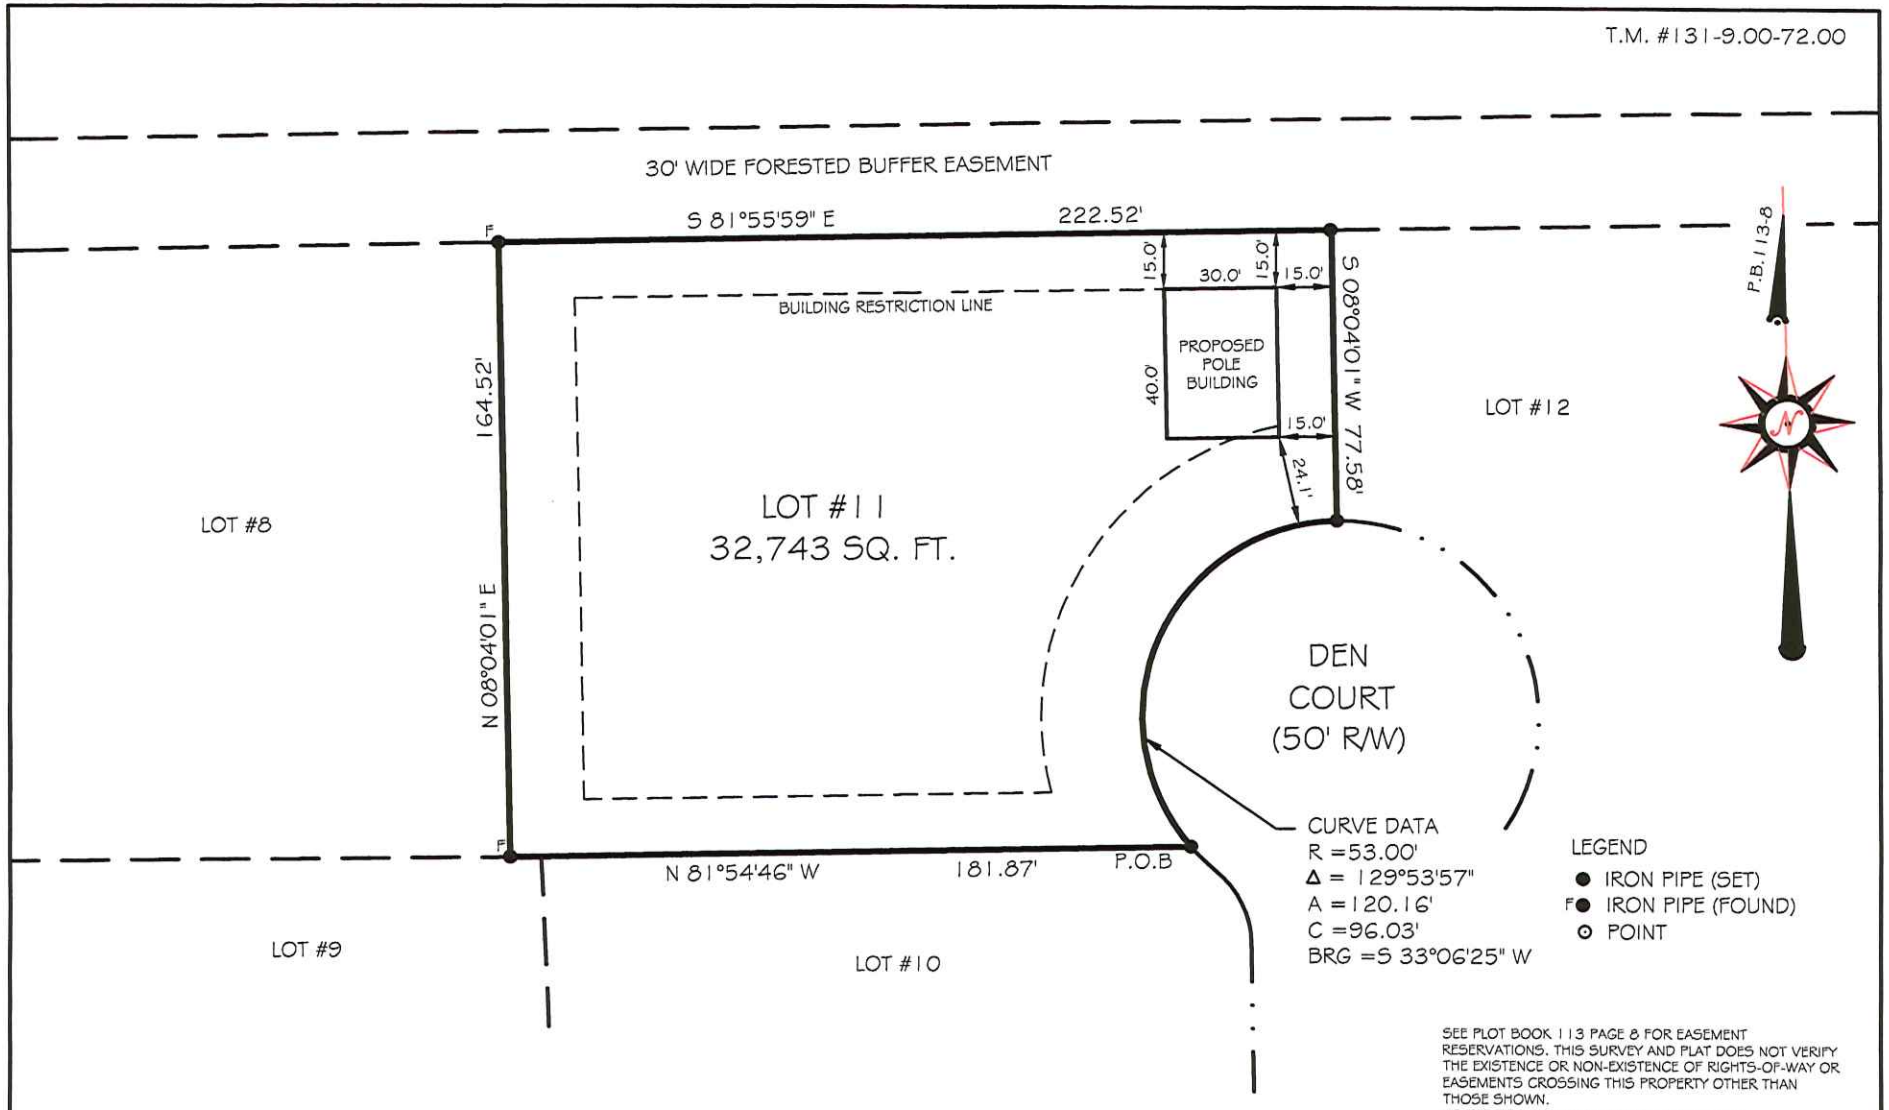 T.M. #131-9.00-72.00
30' WIDE FORESTED BUFFER EASEMENT
S 81°55'59" E 222.52'
F
P.B. 113-8
15.0'
30.0'
15.0'
15.0'
BUILDING RESTRICTION LINE
S 08°04'01" W 77.58'
PROPOSED
POLE
BUILDING
40.0'
164.52'
LOT #12
N
15.0'
24.1'
LOT #11
32,743 SQ. FT.
LOT #8
N 08°04'01" E
DEN
COURT
(50' R/W)
CURVE DATA
R =53.00'
Δ = 129°53'57"
A =120.16'
C =96.03'
BRG =S 33°06'25" W
F
N 81°54'46" W 181.87' P.O.B
LEGEND
IRON PIPE (SET)
F IRON PIPE (FOUND)
POINT
LOT #9
LOT #10
SEE PLOT BOOK 113 PAGE 8 FOR EASEMENT
RESERVATIONS. THIS SURVEY AND PLAT DOES NOT VERIFY
THE EXISTENCE OR NON-EXISTENCE OF RIGHTS-OF-WAY OR
EASEMENTS CROSSING THIS PROPERTY OTHER THAN
THOSE SHOWN.